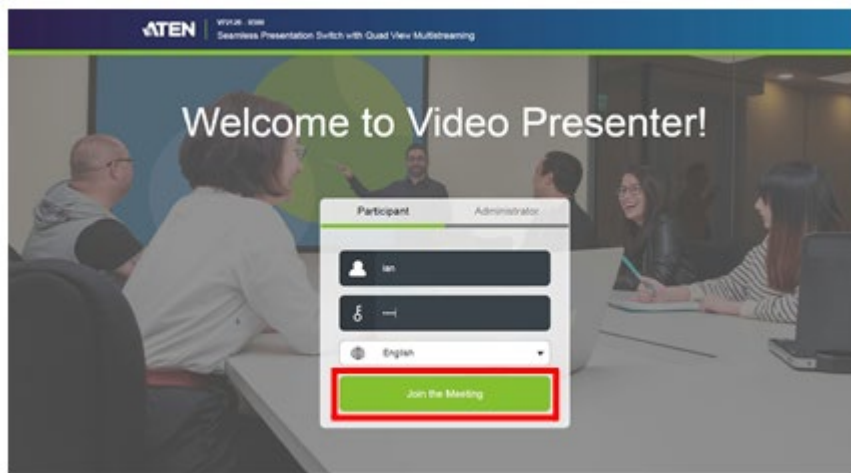 ATEN
Seamless Presentation Switch with Quad View Multistreaming
Welcome to Video Presenter!
Participant
Administrator
ian
English
Join the Meeting